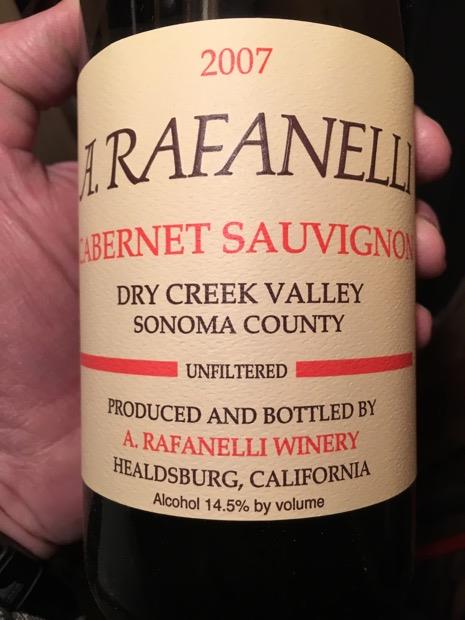 2007
A. RAFANELLI
CABERNET SAUVIGNON
DRY CREEK VALLEY
SONOMA COUNTY
UNFILTERED
PRODUCED AND BOTTLED BY
A. RAFANELLI WINERY
HEALDSBURG, CALIFORNIA
Alcohol 14.5% by volume